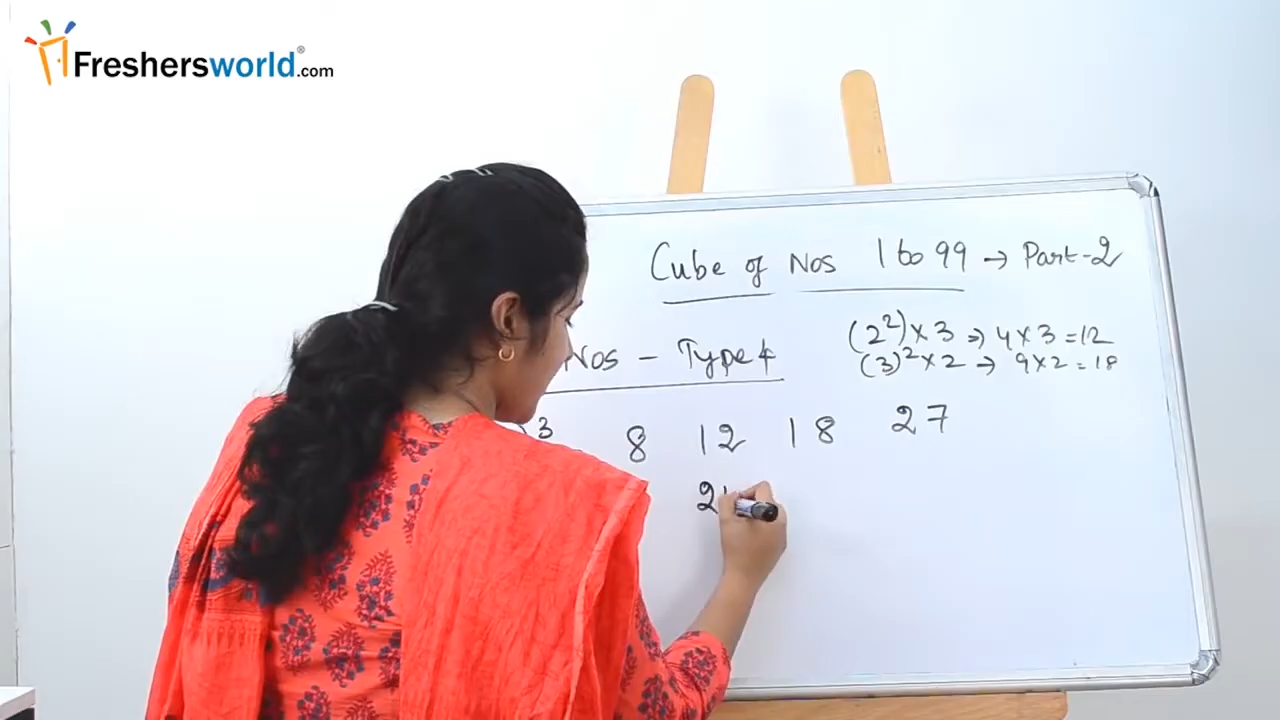 Freshersworld.com®
Cube of Nos 1 to 99 → Part-2
(2²) × 3 ⇒ 4 × 3 = 12
Nos - Type 4
(3)² × 2 → 9 × 2 = 18
3 8 12 18 27
2